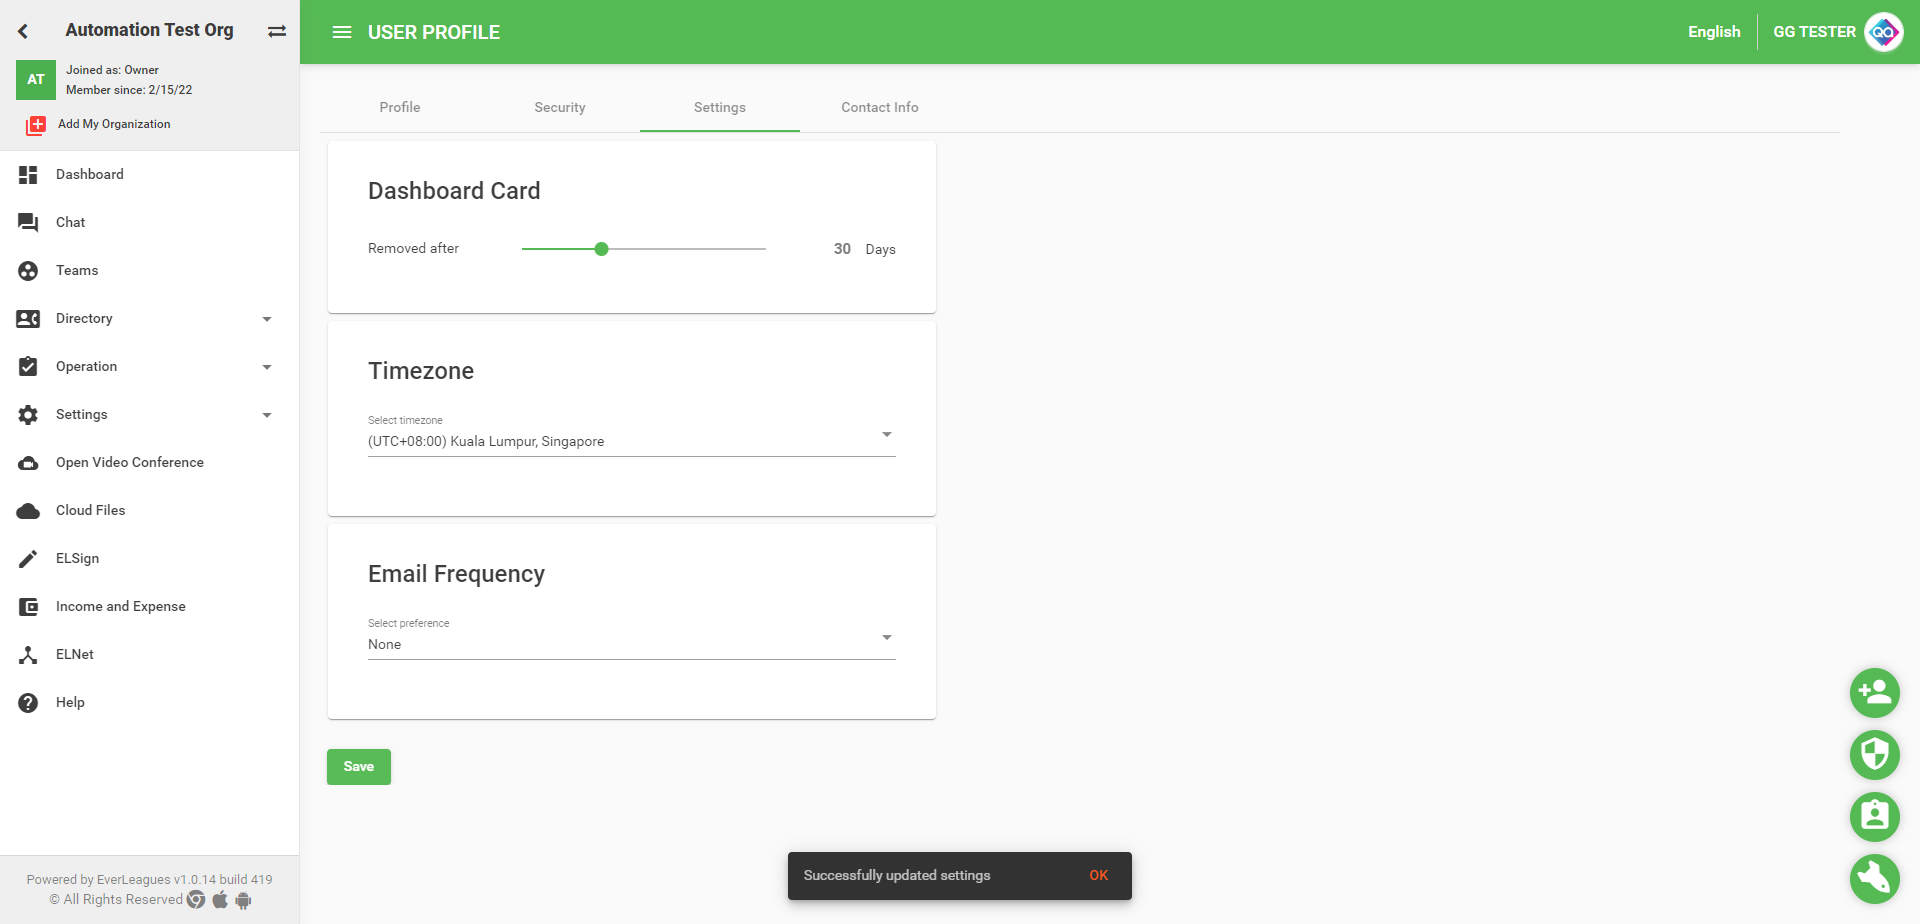 Automation Test Org
AT
Joined as: Owner
Member since: 2/15/22
Add My Organization
Dashboard
Chat
Teams
Directory
Operation
Settings
Open Video Conference
Cloud Files
ELSign
Income and Expense
ELNet
Help
Powered by EverLeagues v1.0.14 build 419
© All Rights Reserved
USER PROFILE
English
GG TESTER
QA
Profile
Security
Settings
Contact Info
Dashboard Card
Removed after
30 Days
Timezone
Select timezone
(UTC+08:00) Kuala Lumpur, Singapore
Email Frequency
Select preference
None
Save
Successfully updated settings
OK